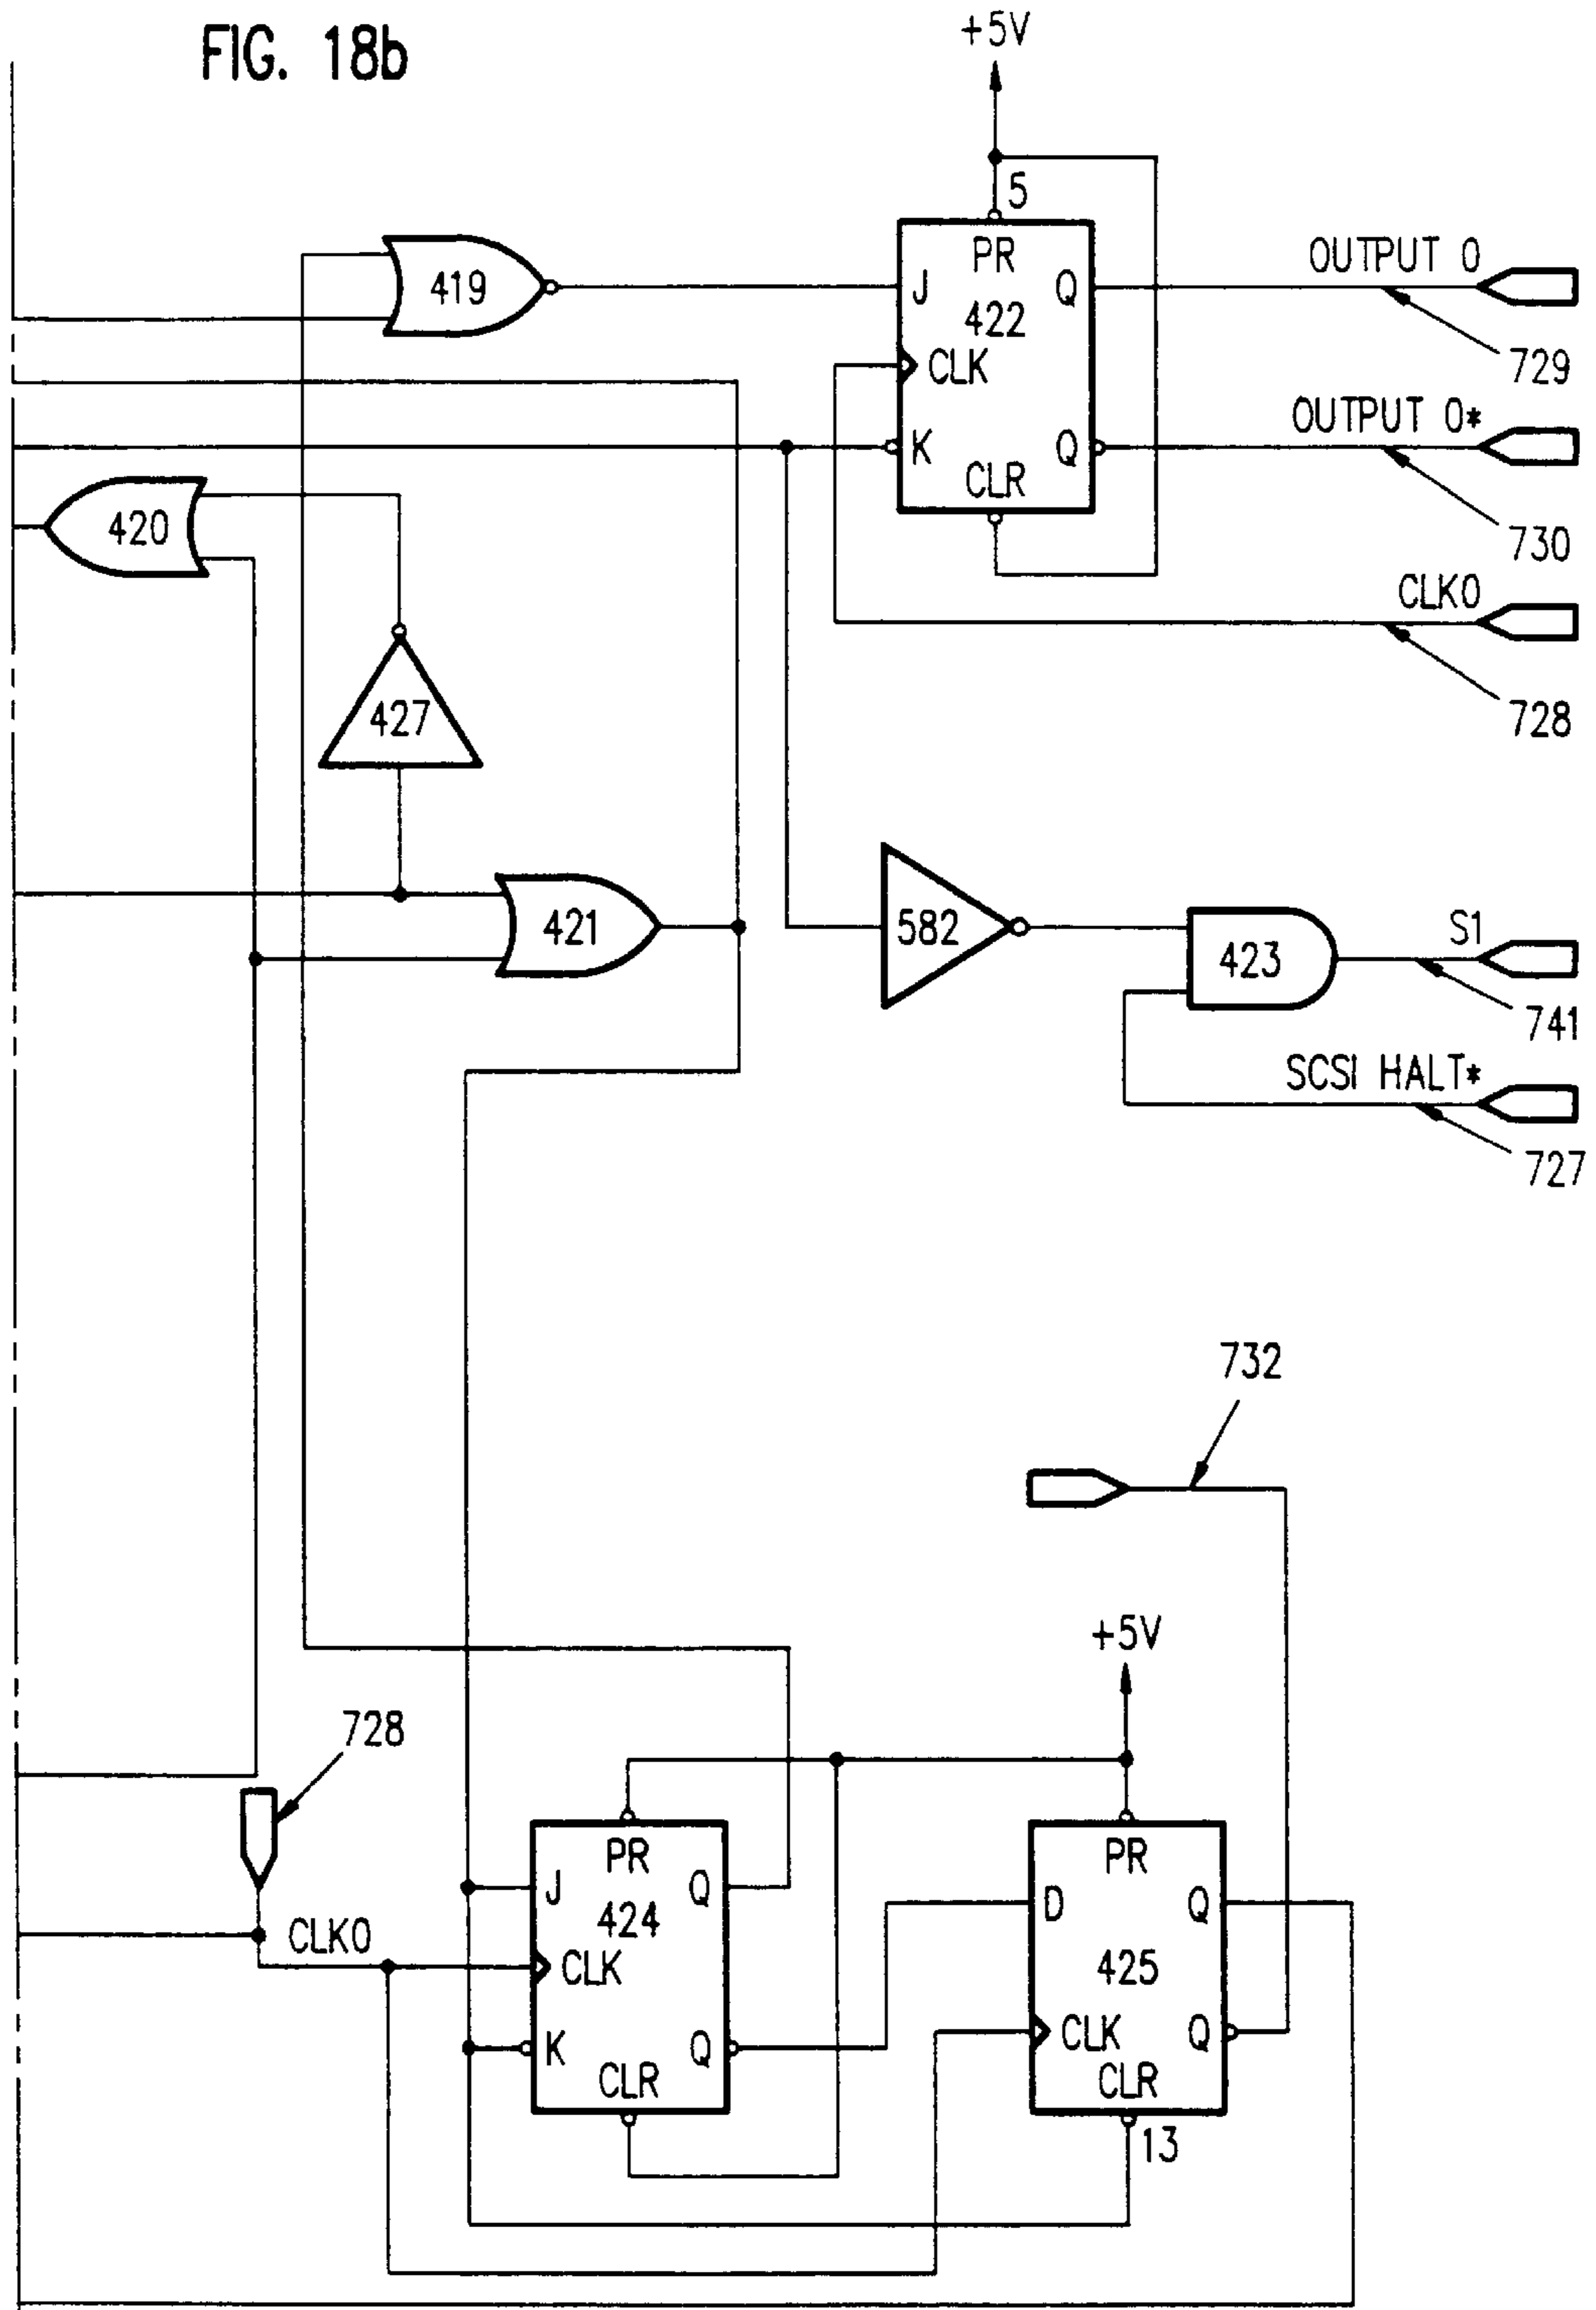 FIG. 18b
+5V
5
PR
419
J
Q
OUTPUT 0
422
CLK
729
OUTPUT 0*
K
Q
CLR
420
730
CLK0
427
728
421
582
423
S1
741
SCSI HALT*
727
732
+5V
728
PR
PR
J
Q
D
Q
424
CLK0
CLK
425
K
Q
CLK
Q
CLR
CLR
13